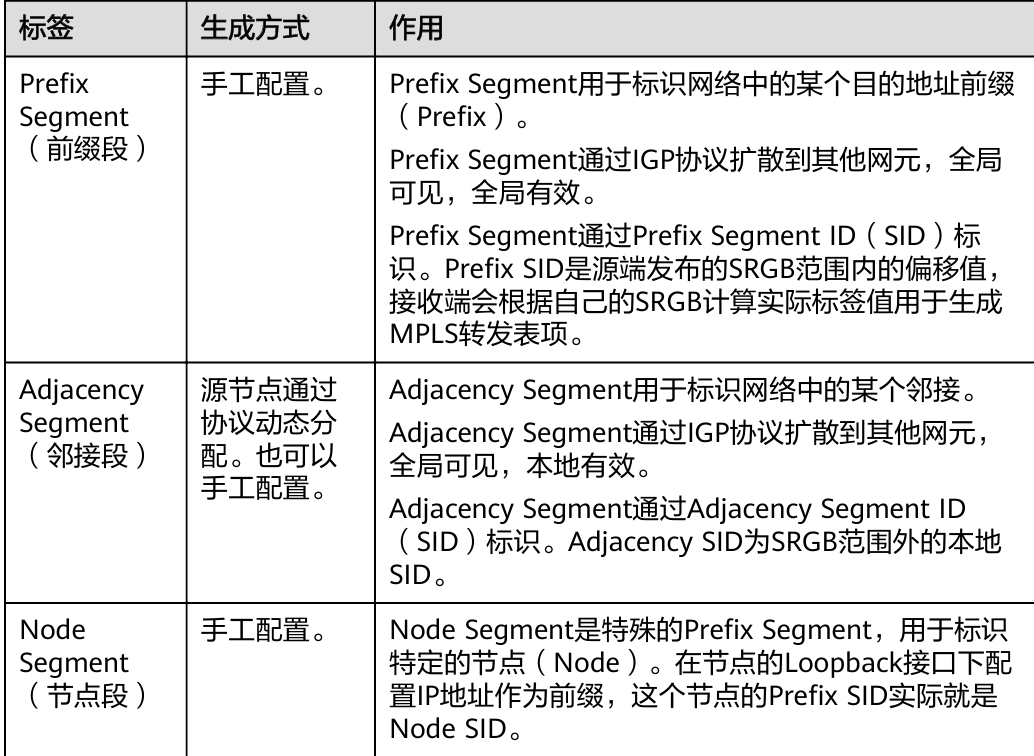 标签
生成方式
作用
Prefix
Segment
（前缀段）
手工配置。
Prefix Segment用于标识网络中的某个目的地址前缀
（Prefix）。
Prefix Segment通过IGP协议扩散到其他网元，全局
可见，全局有效。
Prefix Segment通过Prefix Segment ID（SID）标
识。Prefix SID是源端发布的SRGB范围内的偏移值，
接收端会根据自己的SRGB计算实际标签值用于生成
MPLS转发表项。
Adjacency
Segment
（邻接段）
源节点通过
协议动态分
配。也可以
手工配置。
Adjacency Segment用于标识网络中的某个邻接。
Adjacency Segment通过IGP协议扩散到其他网元，
全局可见，本地有效。
Adjacency Segment通过Adjacency Segment ID
（SID）标识。Adjacency SID为SRGB范围外的本地
SID。
Node
Segment
（节点段）
手工配置。
Node Segment是特殊的Prefix Segment，用于标识
特定的节点（Node）。在节点的Loopback接口下配
置IP地址作为前缀，这个节点的Prefix SID实际就是
Node SID。